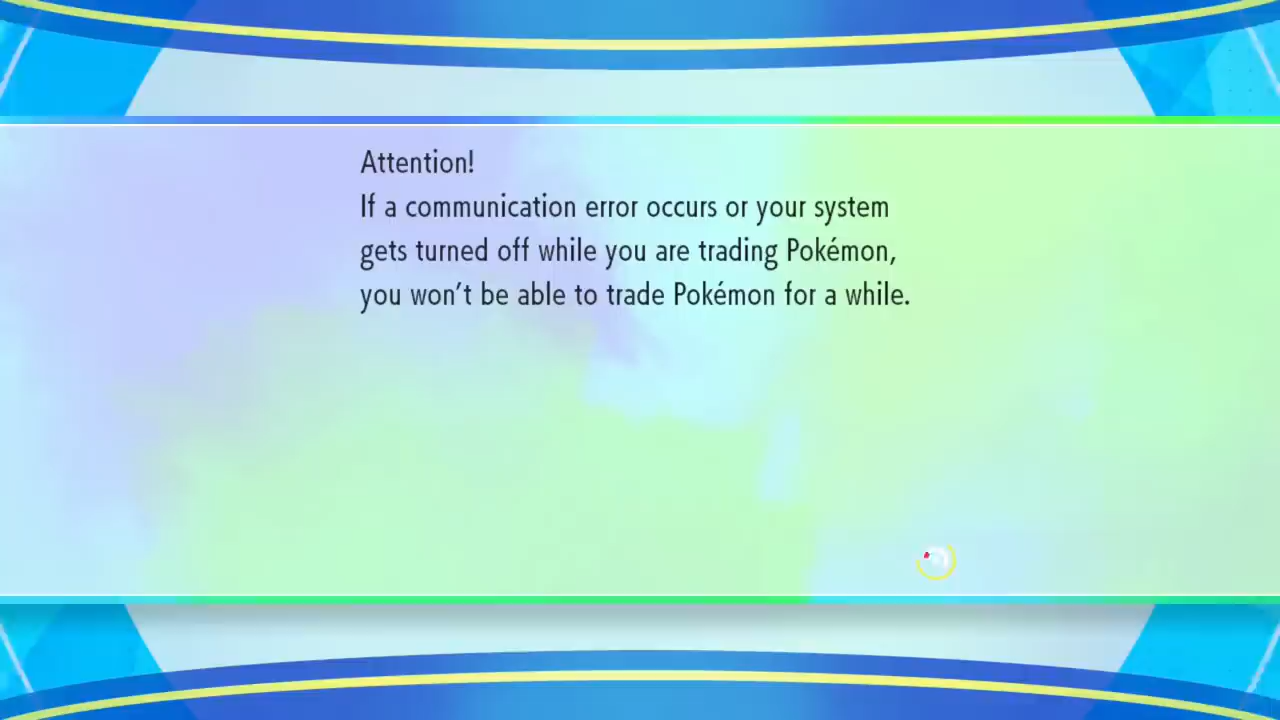 Attention!
If a communication error occurs or your system
gets turned off while you are trading Pokémon,
you won't be able to trade Pokémon for a while.